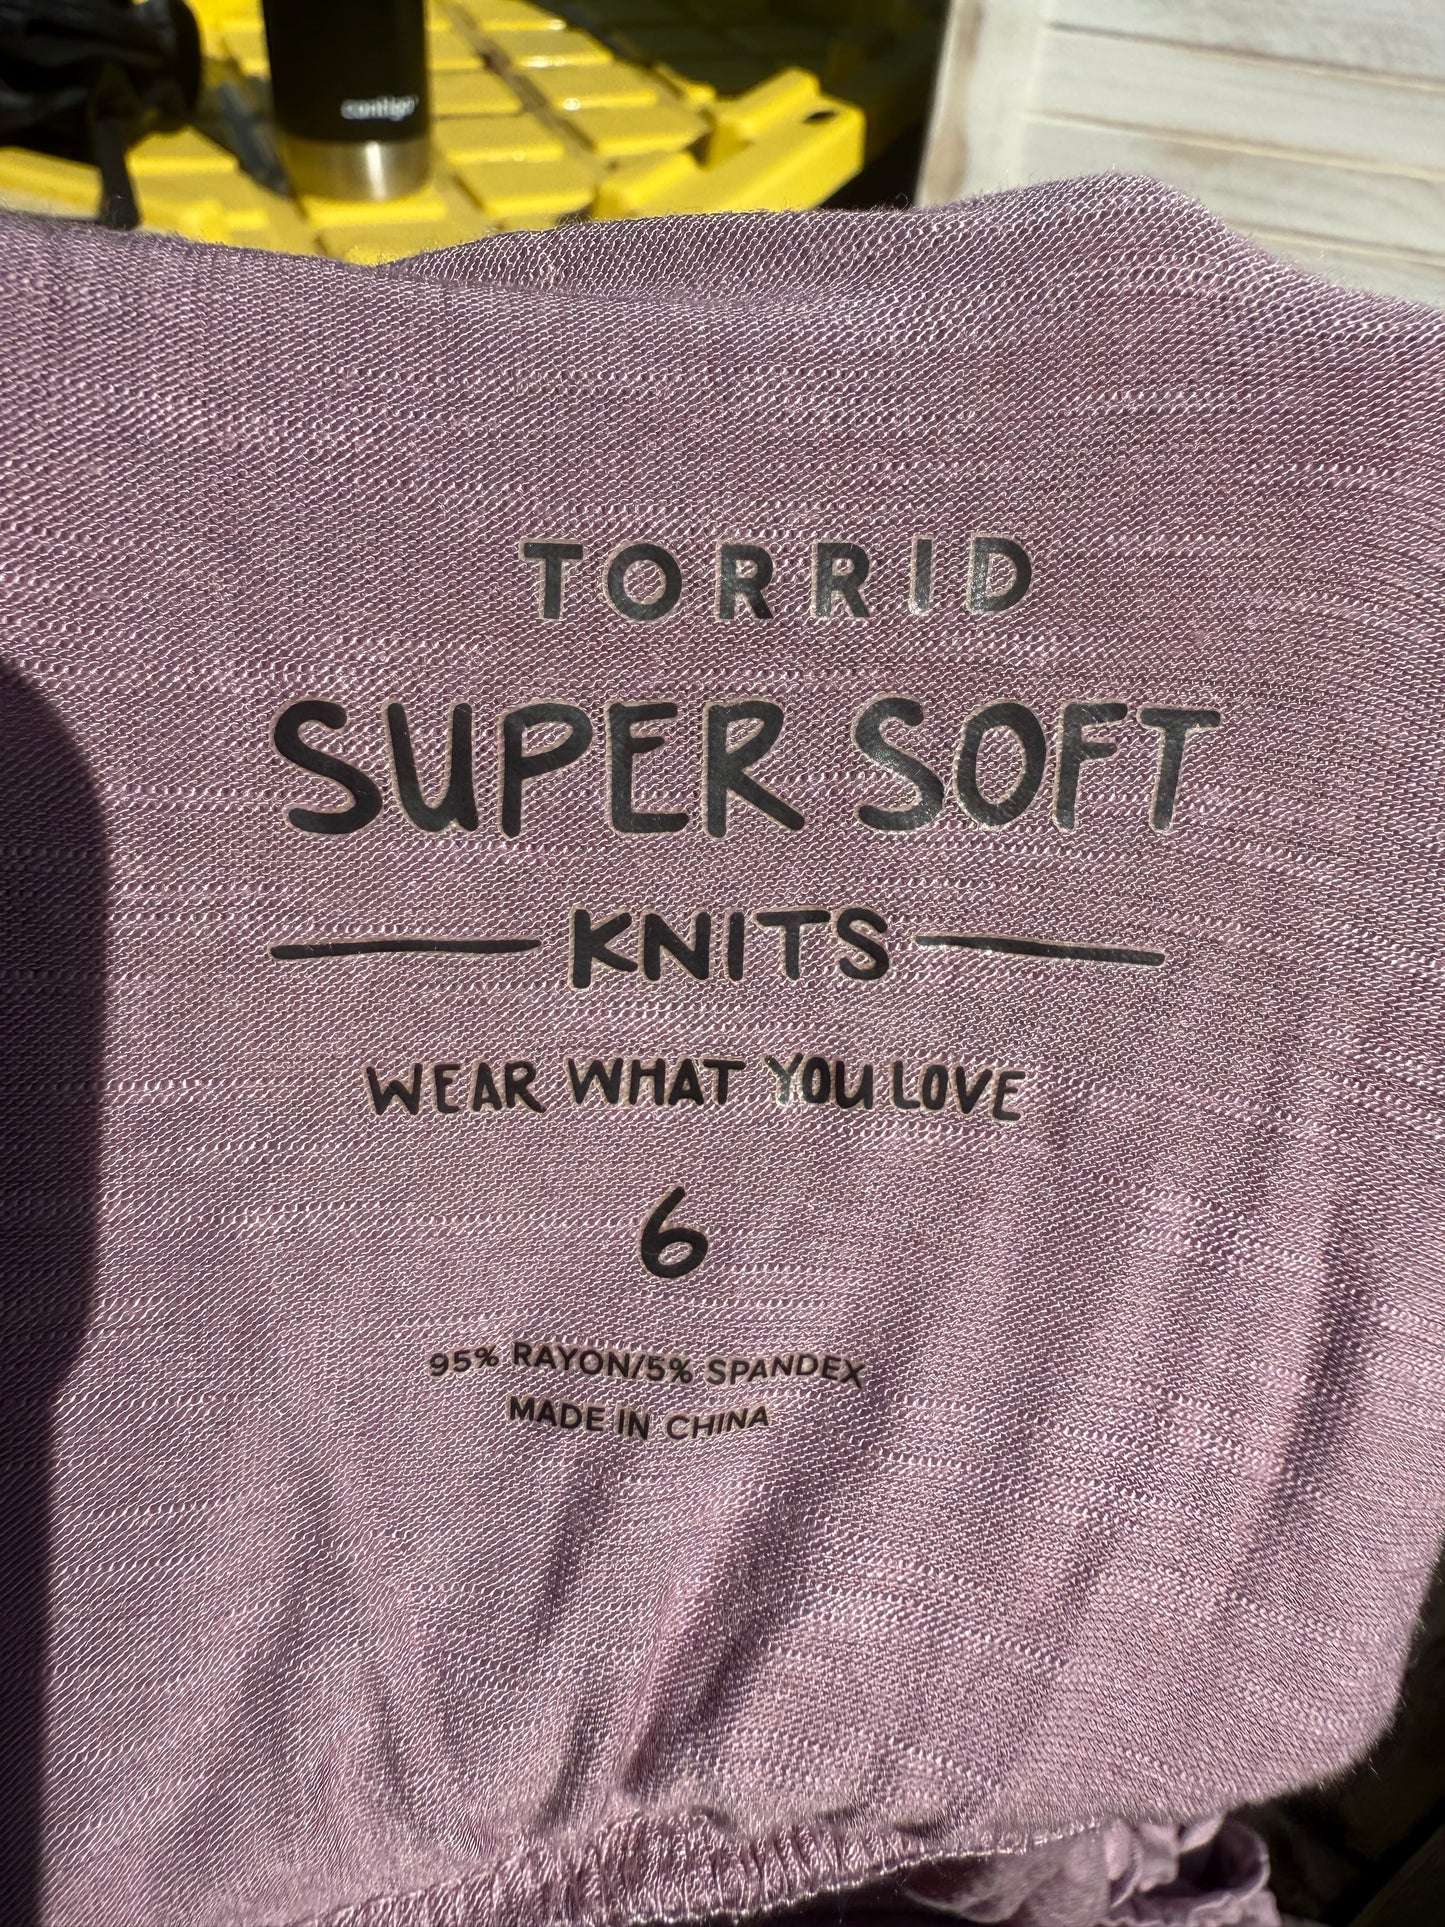 contigo
TORRID
SUPER SOFT
KNITS
WEAR WHAT YOU LOVE
6
95% RAYON/5% SPANDEX
MADE IN CHINA